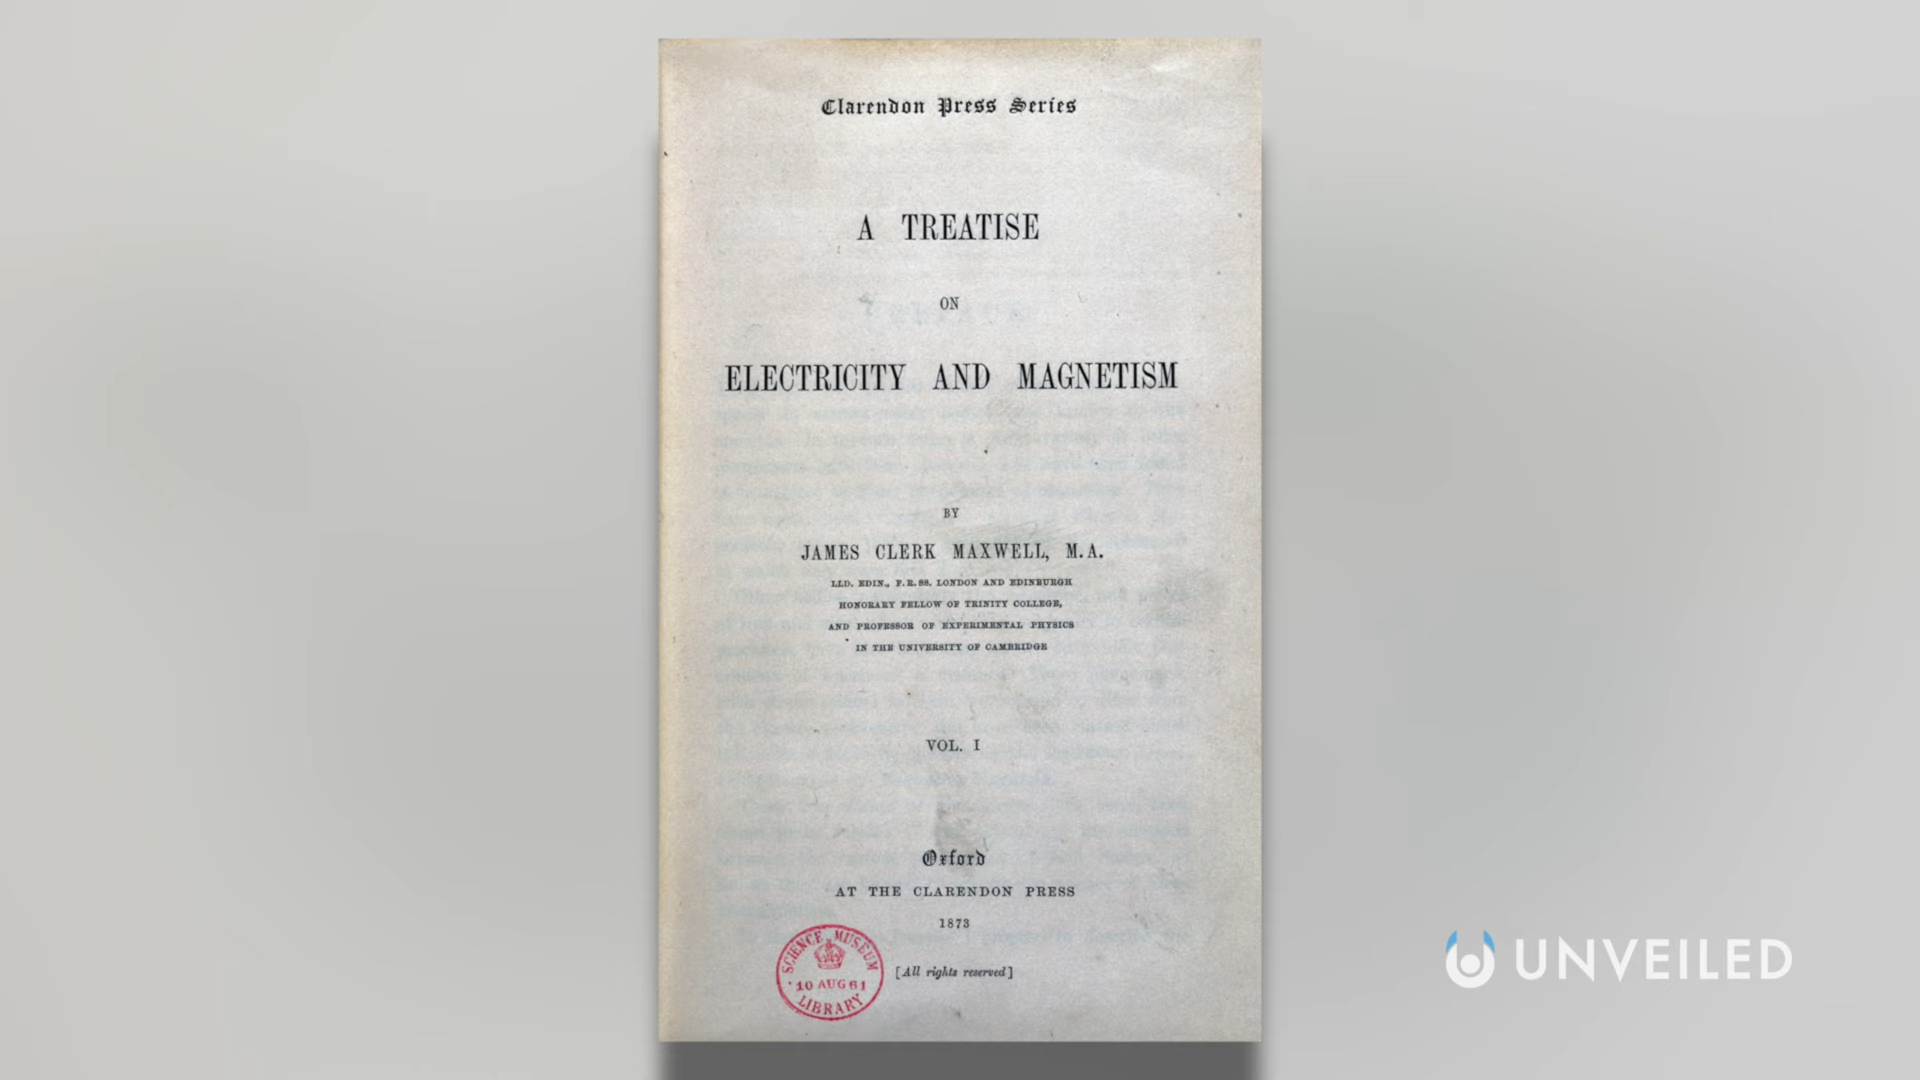 Clarendon Press Series
A TREATISE
ON
ELECTRICITY AND MAGNETISM
BY
JAMES CLERK MAXWELL, M.A.
LLD. EDIN., F.R.SS. LONDON AND EDINBURGH
HONORARY FELLOW OF TRINITY COLLEGE,
AND PROFESSOR OF EXPERIMENTAL PHYSICS
IN THE UNIVERSITY OF CAMBRIDGE
VOL. I
Oxford
AT THE CLARENDON PRESS
1873
[All rights reserved]
SCIENCE MUSEUM
10 AUG 61
LIBRARY
UNVEILED